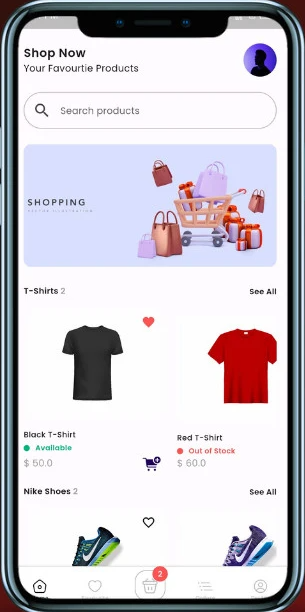 Shop Now
Your Favourtie Products
Search products
SHOPPING
T-Shirts 2
See All
Black T-Shirt
Available
$ 50.0
Red T-Shirt
Out of Stock
$ 60.0
Nike Shoes 2
See All
2